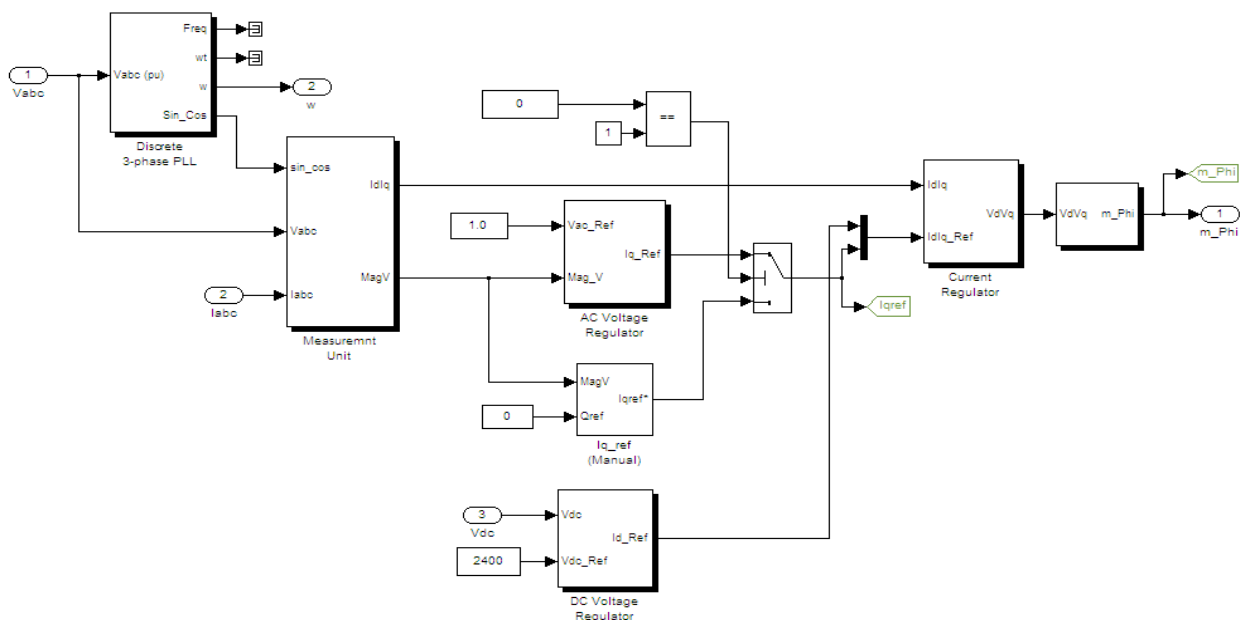 1
Vabc
Vabc (pu)
Freq
wt
w
Sin_Cos
Discrete
3-phase PLL
2
w
sin_cos
Vabc
Iabc
IdIq
MagV
Measuremnt
Unit
2
Iabc
0
1
==
1.0
Vac_Ref
Mag_V
Iq_Ref
AC Voltage
Regulator
MagV
Qref
Iqref*
0
Iq_ref
(Manual)
3
Vdc
2400
Vdc
Vdc_Ref
Id_Ref
DC Voltage
Regulator
Iqref
IdIq
IdIq_Ref
VdVq
Current
Regulator
VdVq
m_Phi
m_Phi
1
m_Phi